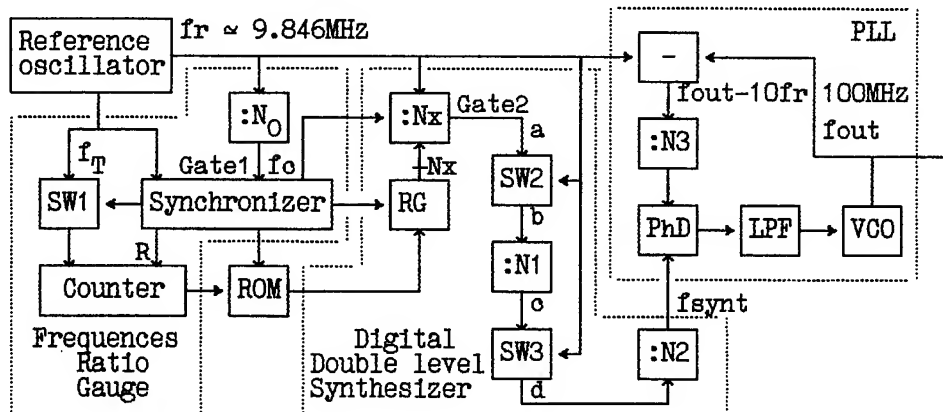 Reference
oscillator
fr ≃ 9.846MHz
PLL
-
fout-10fr
100MHz
fout
:N0
:Nx
Gate2
a
:N3
fT
Gate1
fc
-Nx
SW1
Synchronizer
RG
SW2
b
PhD
LPF
VCO
R
:N1
c
Counter
ROM
fsynt
Frequences
Ratio
Gauge
Digital
Double level
Synthesizer
SW3
d
:N2